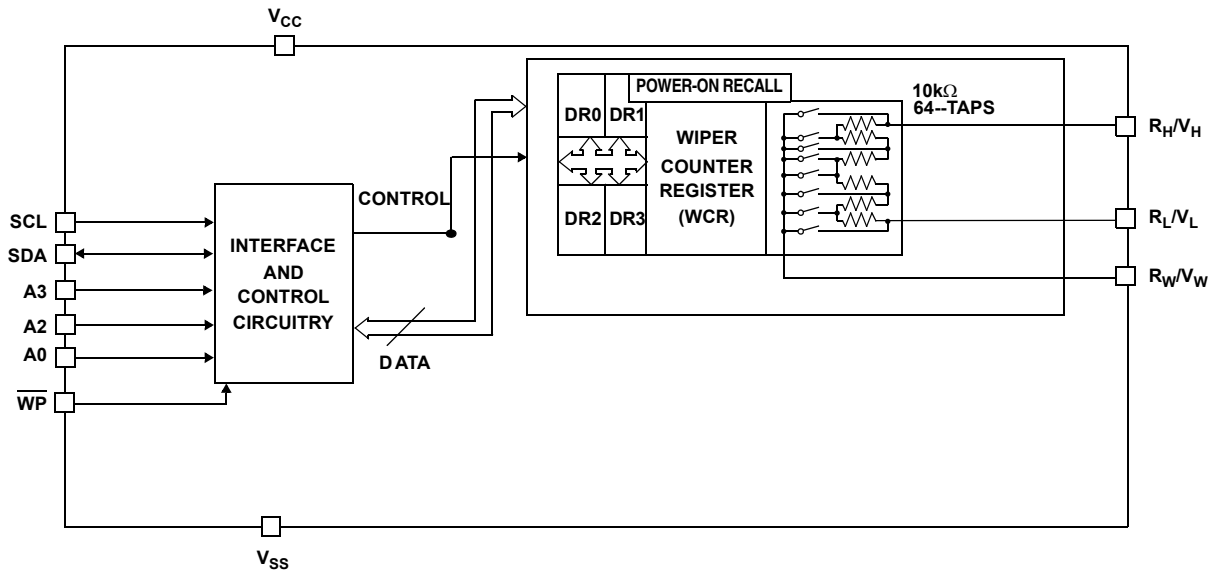 VCC
POWER-ON RECALL
10kΩ
64--TAPS
DR0 DR1
WIPER
COUNTER
REGISTER
(WCR)
DR2 DR3
RH/VH
RL/VL
RW/VW
CONTROL
INTERFACE
AND
CONTROL
CIRCUITRY
DATA
SCL
SDA
A3
A2
A0
WP
VSS